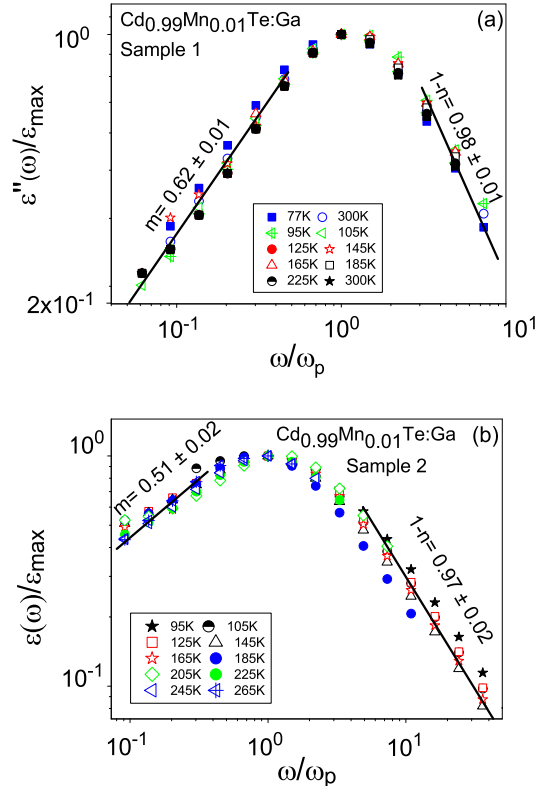 Cd0.99Mn0.01Te:Ga (a)
Sample 1
10^0
ε''(ω)/εmax
m= 0.62 ± 0.01
1-n= 0.98 ± 0.01
77K 300K
95K 105K
125K 145K
165K 185K
225K 300K
2x10^-1
10^-1 10^0 10^1
ω/ωp
Cd0.99Mn0.01Te:Ga (b)
Sample 2
10^0
ε(ω)/εmax
m= 0.51 ± 0.02
1-n= 0.97 ± 0.02
95K 105K
125K 145K
165K 185K
205K 225K
245K 265K
10^-1
10^-1 10^0 10^1
ω/ωp